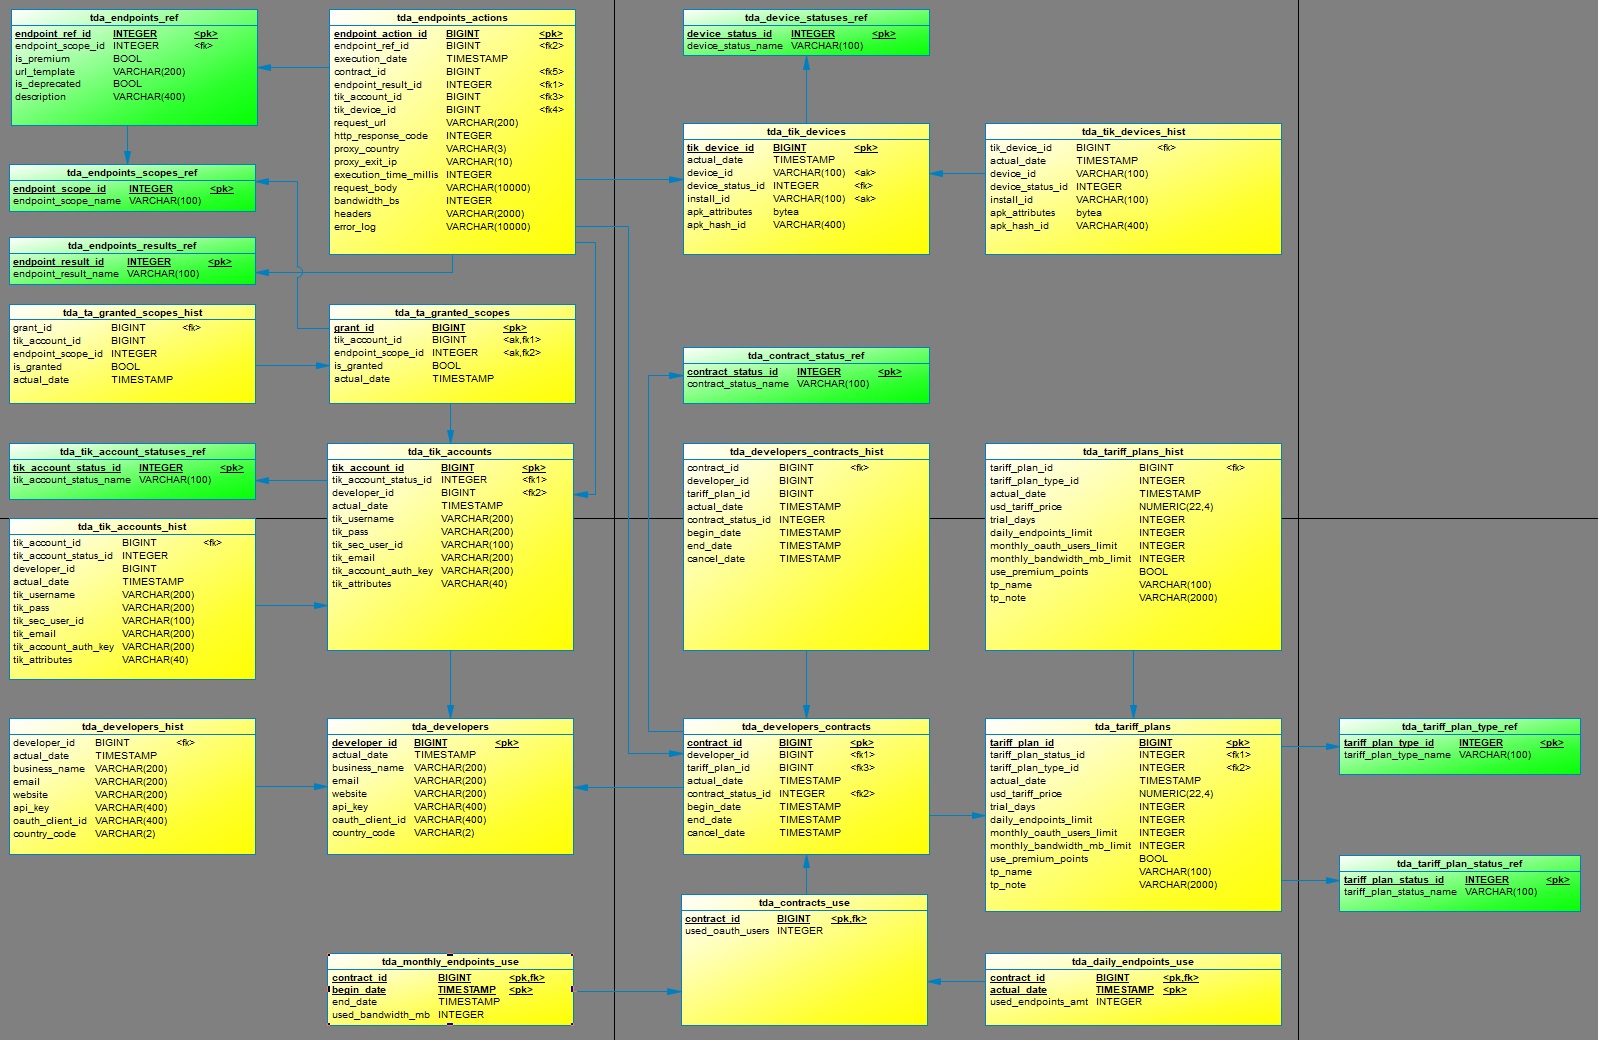 tda_endpoints_ref
endpoint_ref_id INTEGER <pk>
endpoint_scope_id INTEGER <fk>
is_premium BOOL
url_template VARCHAR(200)
is_deprecated BOOL
description VARCHAR(400)
tda_endpoints_scopes_ref
endpoint_scope_id INTEGER <pk>
endpoint_scope_name VARCHAR(100)
tda_endpoints_results_ref
endpoint_result_id INTEGER <pk>
endpoint_result_name VARCHAR(100)
tda_ta_granted_scopes_hist
grant_id BIGINT <fk>
tik_account_id BIGINT
endpoint_scope_id INTEGER
is_granted BOOL
actual_date TIMESTAMP
tda_tik_account_statuses_ref
tik_account_status_id INTEGER <pk>
tik_account_status_name VARCHAR(100)
tda_tik_accounts_hist
tik_account_id BIGINT <fk>
tik_account_status_id INTEGER
developer_id BIGINT
actual_date TIMESTAMP
tik_username VARCHAR(200)
tik_pass VARCHAR(200)
tik_sec_user_id VARCHAR(100)
tik_email VARCHAR(200)
tik_account_auth_key VARCHAR(200)
tik_attributes VARCHAR(40)
tda_developers_hist
developer_id BIGINT <fk>
actual_date TIMESTAMP
business_name VARCHAR(200)
email VARCHAR(200)
website VARCHAR(200)
api_key VARCHAR(400)
oauth_client_id VARCHAR(400)
country_code VARCHAR(2)
tda_endpoints_actions
endpoint_action_id BIGINT <pk>
endpoint_ref_id BIGINT <fk2>
execution_date TIMESTAMP
contract_id BIGINT <fk5>
endpoint_result_id INTEGER <fk1>
tik_account_id BIGINT <fk3>
tik_device_id BIGINT <fk4>
request_url VARCHAR(200)
http_response_code INTEGER
proxy_country VARCHAR(3)
proxy_exit_ip VARCHAR(10)
execution_time_millis INTEGER
request_body VARCHAR(10000)
bandwidth_bs INTEGER
headers VARCHAR(2000)
error_log VARCHAR(10000)
tda_ta_granted_scopes
grant_id BIGINT <pk>
tik_account_id BIGINT <ak,fk1>
endpoint_scope_id INTEGER <ak,fk2>
is_granted BOOL
actual_date TIMESTAMP
tda_tik_accounts
tik_account_id BIGINT <pk>
tik_account_status_id INTEGER <fk1>
developer_id BIGINT <fk2>
actual_date TIMESTAMP
tik_username VARCHAR(200)
tik_pass VARCHAR(200)
tik_sec_user_id VARCHAR(100)
tik_email VARCHAR(200)
tik_account_auth_key VARCHAR(200)
tik_attributes VARCHAR(40)
tda_developers
developer_id BIGINT <pk>
actual_date TIMESTAMP
business_name VARCHAR(200)
email VARCHAR(200)
website VARCHAR(200)
api_key VARCHAR(400)
oauth_client_id VARCHAR(400)
country_code VARCHAR(2)
tda_monthly_endpoints_use
contract_id BIGINT <pk,fk>
begin_date TIMESTAMP <pk>
end_date TIMESTAMP
used_bandwidth_mb INTEGER
tda_device_statuses_ref
device_status_id INTEGER <pk>
device_status_name VARCHAR(100)
tda_tik_devices
tik_device_id BIGINT <pk>
actual_date TIMESTAMP
device_id VARCHAR(100) <ak>
device_status_id INTEGER <fk>
install_id VARCHAR(100) <ak>
apk_attributes bytea
apk_hash_id VARCHAR(400)
tda_contract_status_ref
contract_status_id INTEGER <pk>
contract_status_name VARCHAR(100)
tda_developers_contracts_hist
contract_id BIGINT <fk>
developer_id BIGINT
tariff_plan_id BIGINT
actual_date TIMESTAMP
contract_status_id INTEGER
begin_date TIMESTAMP
end_date TIMESTAMP
cancel_date TIMESTAMP
tda_developers_contracts
contract_id BIGINT <pk>
developer_id BIGINT <fk1>
tariff_plan_id BIGINT <fk3>
actual_date TIMESTAMP
contract_status_id INTEGER <fk2>
begin_date TIMESTAMP
end_date TIMESTAMP
cancel_date TIMESTAMP
tda_contracts_use
contract_id BIGINT <pk,fk>
used_oauth_users INTEGER
tda_tik_devices_hist
tik_device_id BIGINT <fk>
actual_date TIMESTAMP
device_id VARCHAR(100)
device_status_id INTEGER
install_id VARCHAR(100)
apk_attributes bytea
apk_hash_id VARCHAR(400)
tda_tariff_plans_hist
tariff_plan_id BIGINT <fk>
tariff_plan_type_id INTEGER
actual_date TIMESTAMP
usd_tariff_price NUMERIC(22,4)
trial_days INTEGER
daily_endpoints_limit INTEGER
monthly_oauth_users_limit INTEGER
monthly_bandwidth_mb_limit INTEGER
use_premium_points BOOL
tp_name VARCHAR(100)
tp_note VARCHAR(2000)
tda_tariff_plans
tariff_plan_id BIGINT <pk>
tariff_plan_status_id INTEGER <fk1>
tariff_plan_type_id INTEGER <fk2>
actual_date TIMESTAMP
usd_tariff_price NUMERIC(22,4)
trial_days INTEGER
daily_endpoints_limit INTEGER
monthly_oauth_users_limit INTEGER
monthly_bandwidth_mb_limit INTEGER
use_premium_points BOOL
tp_name VARCHAR(100)
tp_note VARCHAR(2000)
tda_daily_endpoints_use
contract_id BIGINT <pk,fk>
actual_date TIMESTAMP <pk>
used_endpoints_amt INTEGER
tda_tariff_plan_type_ref
tariff_plan_type_id INTEGER <pk>
tariff_plan_type_name VARCHAR(100)
tda_tariff_plan_status_ref
tariff_plan_status_id INTEGER <pk>
tariff_plan_status_name VARCHAR(100)